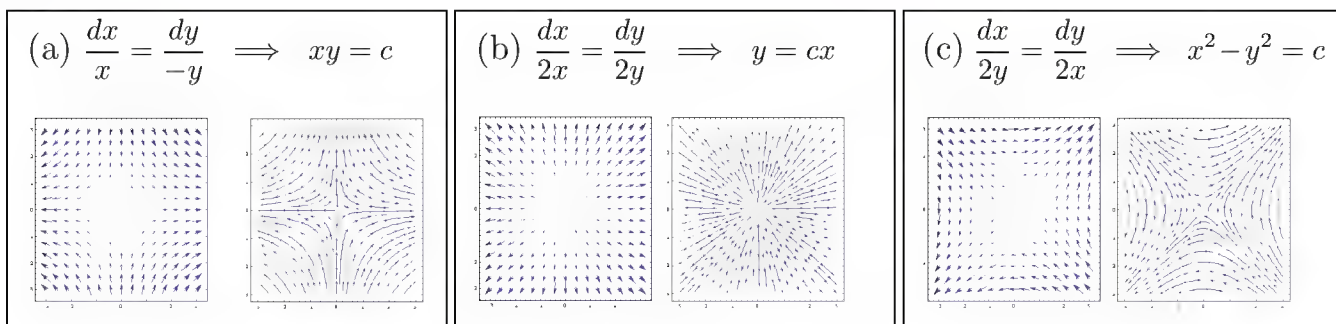 (a) dx/x = dy/-y ⟹ xy = c
(b) dx/2x = dy/2y ⟹ y = cx
(c) dx/2y = dy/2x ⟹ x² − y² = c